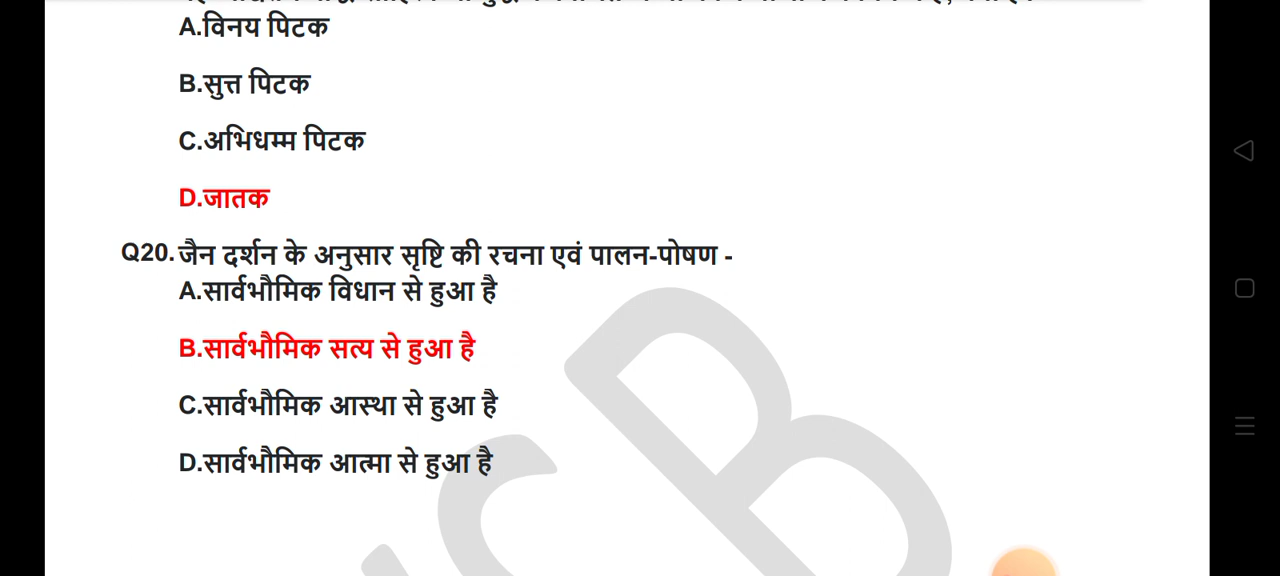 A.विनय पिटक
B.सुत्त पिटक
C.अभिधम्म पिटक
D.जातक
Q20. जैन दर्शन के अनुसार सृष्टि की रचना एवं पालन-पोषण -
A.सार्वभौमिक विधान से हुआ है
B.सार्वभौमिक सत्य से हुआ है
C.सार्वभौमिक आस्था से हुआ है
D.सार्वभौमिक आत्मा से हुआ है